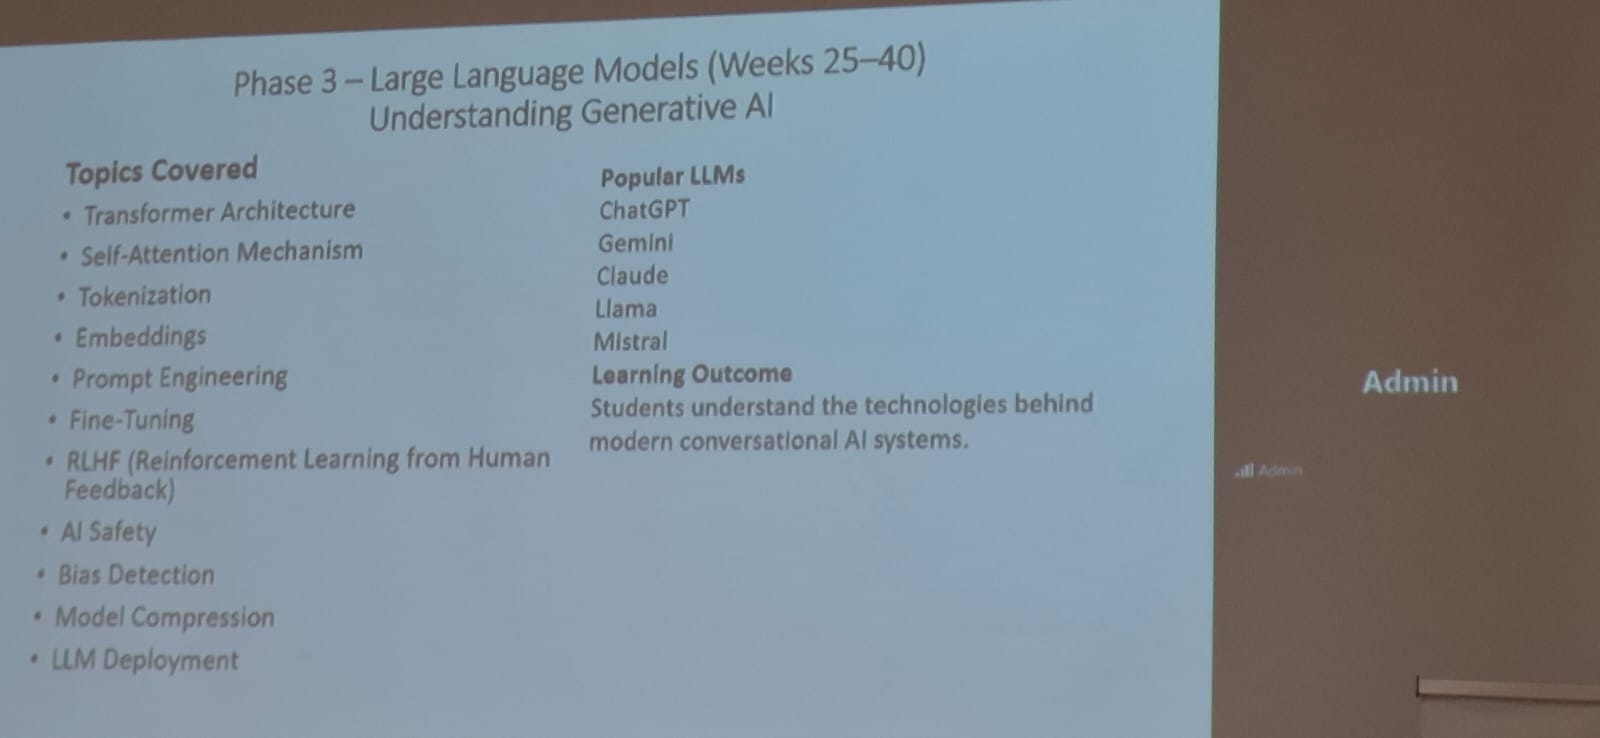 Phase 3 – Large Language Models (Weeks 25–40)
Understanding Generative AI
Topics Covered
• Transformer Architecture
• Self-Attention Mechanism
• Tokenization
• Embeddings
• Prompt Engineering
• Fine-Tuning
• RLHF (Reinforcement Learning from Human
Feedback)
• AI Safety
• Bias Detection
• Model Compression
• LLM Deployment
Popular LLMs
ChatGPT
Gemini
Claude
Llama
Mistral
Learning Outcome
Students understand the technologies behind
modern conversational AI systems.
Admin
Admin